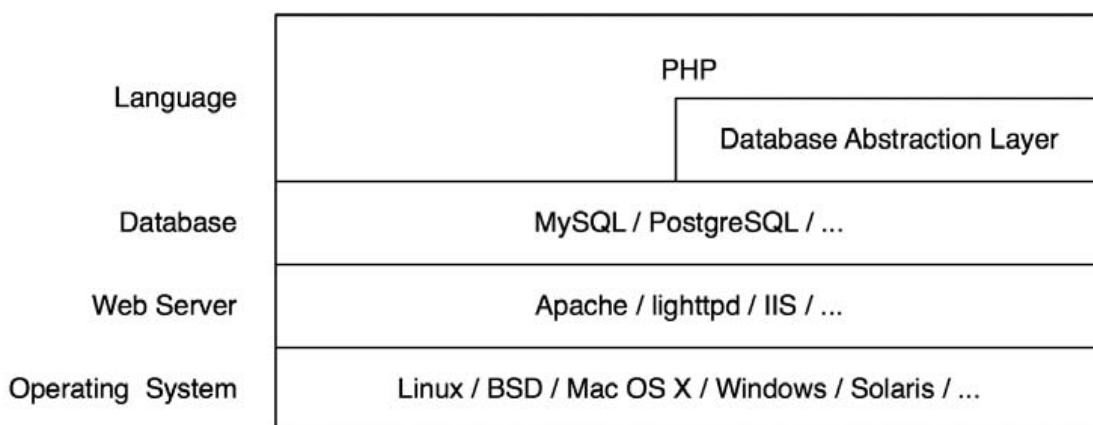 PHP
Language
Database Abstraction Layer
Database MySQL / PostgreSQL / ...
Web Server Apache / lighttpd / IIS / ...
Operating System Linux / BSD / Mac OS X / Windows / Solaris / ...